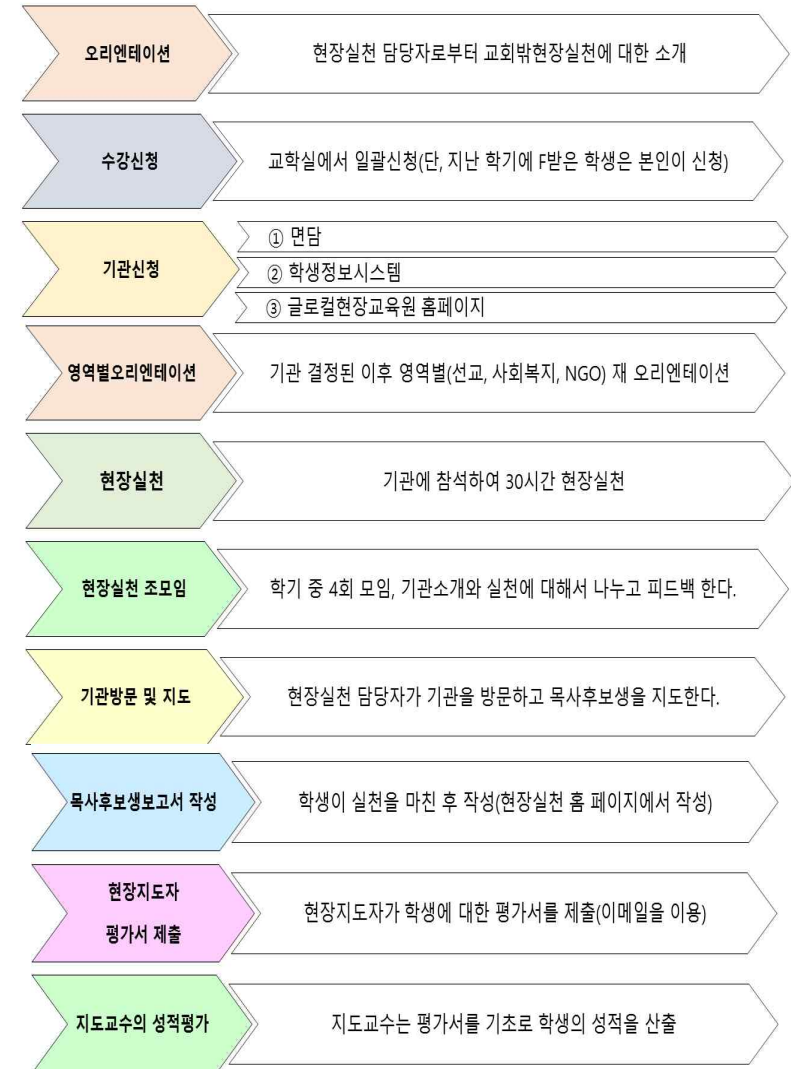 오리엔테이션
현장실천 담당자로부터 교회밖현장실천에 대한 소개
수강신청
교학실에서 일괄신청(단, 지난 학기에 F받은 학생은 본인이 신청)
기관신청
① 면담
② 학생정보시스템
③ 글로컬현장교육원 홈페이지
영역별오리엔테이션
기관 결정된 이후 영역별(선교, 사회복지, NGO) 재 오리엔테이션
현장실천
기관에 참석하여 30시간 현장실천
현장실천 조모임
학기 중 4회 모임, 기관소개와 실천에 대해서 나누고 피드백 한다.
기관방문 및 지도
현장실천 담당자가 기관을 방문하고 목사후보생을 지도한다.
목사후보생보고서 작성
학생이 실천을 마친 후 작성(현장실천 홈 페이지에서 작성)
현장지도자
평가서 제출
현장지도자가 학생에 대한 평가서를 제출(이메일을 이용)
지도교수의 성적평가
지도교수는 평가서를 기초로 학생의 성적을 산출